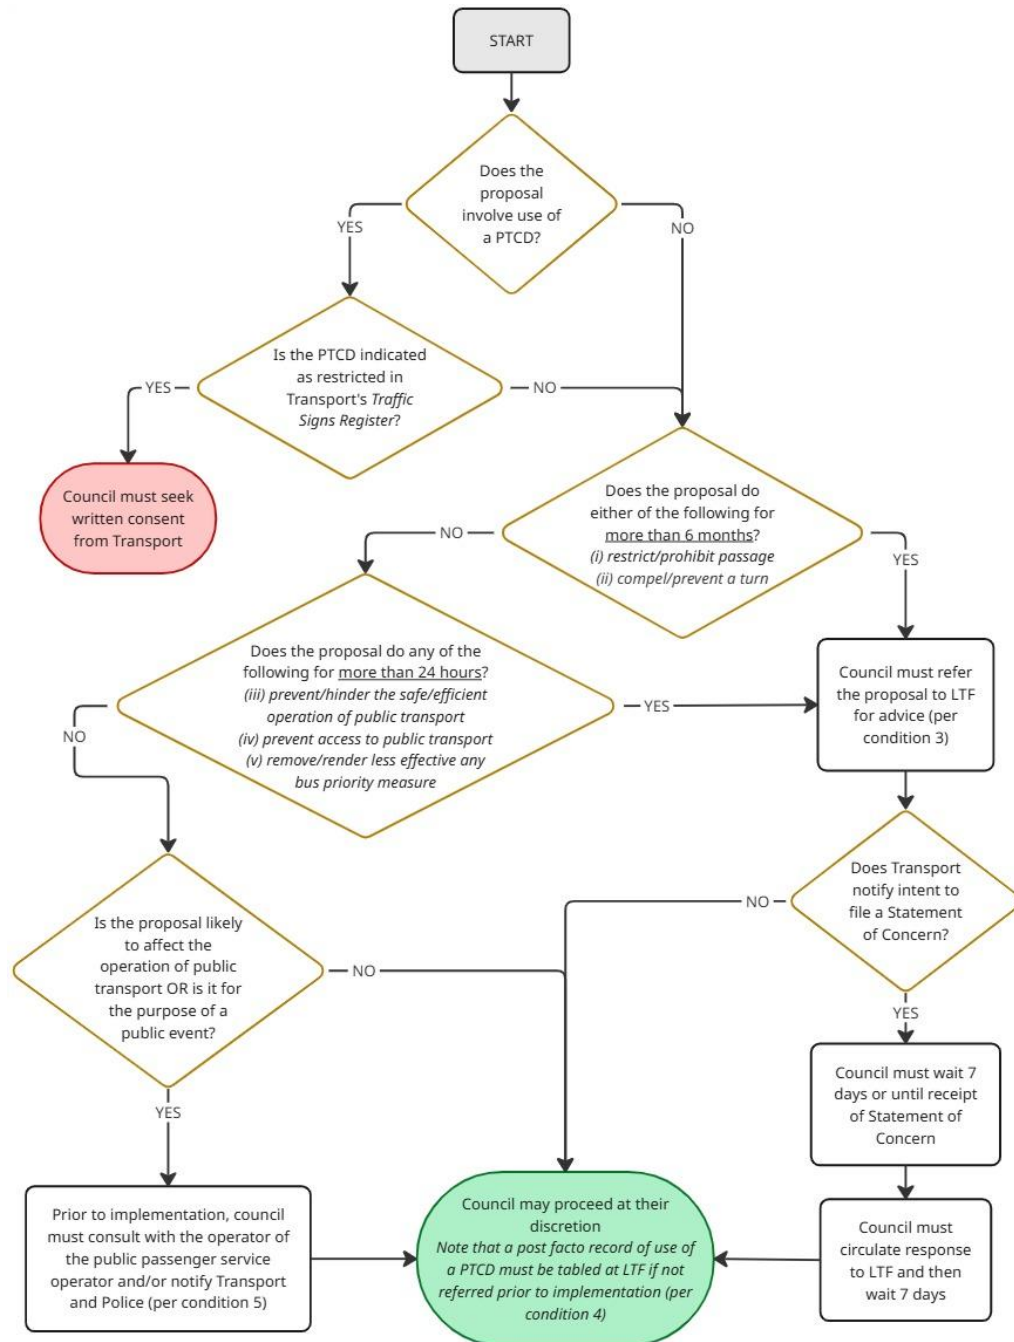 START
Does the
proposal
involve use of
a PTCD?
YES
NO
Is the PTCD indicated
as restricted in
Transport's Traffic
Signs Register?
YES
NO
Council must seek
written consent
from Transport
Does the proposal do
either of the following for
more than 6 months?
(i) restrict/prohibit passage
(ii) compel/prevent a turn
NO
YES
Does the proposal do any of the
following for more than 24 hours?
(iii) prevent/hinder the safe/efficient
operation of public transport
(iv) prevent access to public transport
(v) remove/render less effective any
bus priority measure
YES
NO
Council must refer
the proposal to LTF
for advice (per
condition 3)
Does Transport
notify intent to
file a Statement
of Concern?
NO
YES
Is the proposal likely
to affect the
operation of public
transport OR is it for
the purpose of a
public event?
NO
YES
Council must wait 7
days or until receipt
of Statement of
Concern
Prior to implementation, council
must consult with the operator of
the public passenger service
operator and/or notify Transport
and Police (per condition 5)
Council may proceed at their
discretion
Note that a post facto record of use of
a PTCD must be tabled at LTF if not
referred prior to implementation (per
condition 4)
Council must
circulate response
to LTF and then
wait 7 days